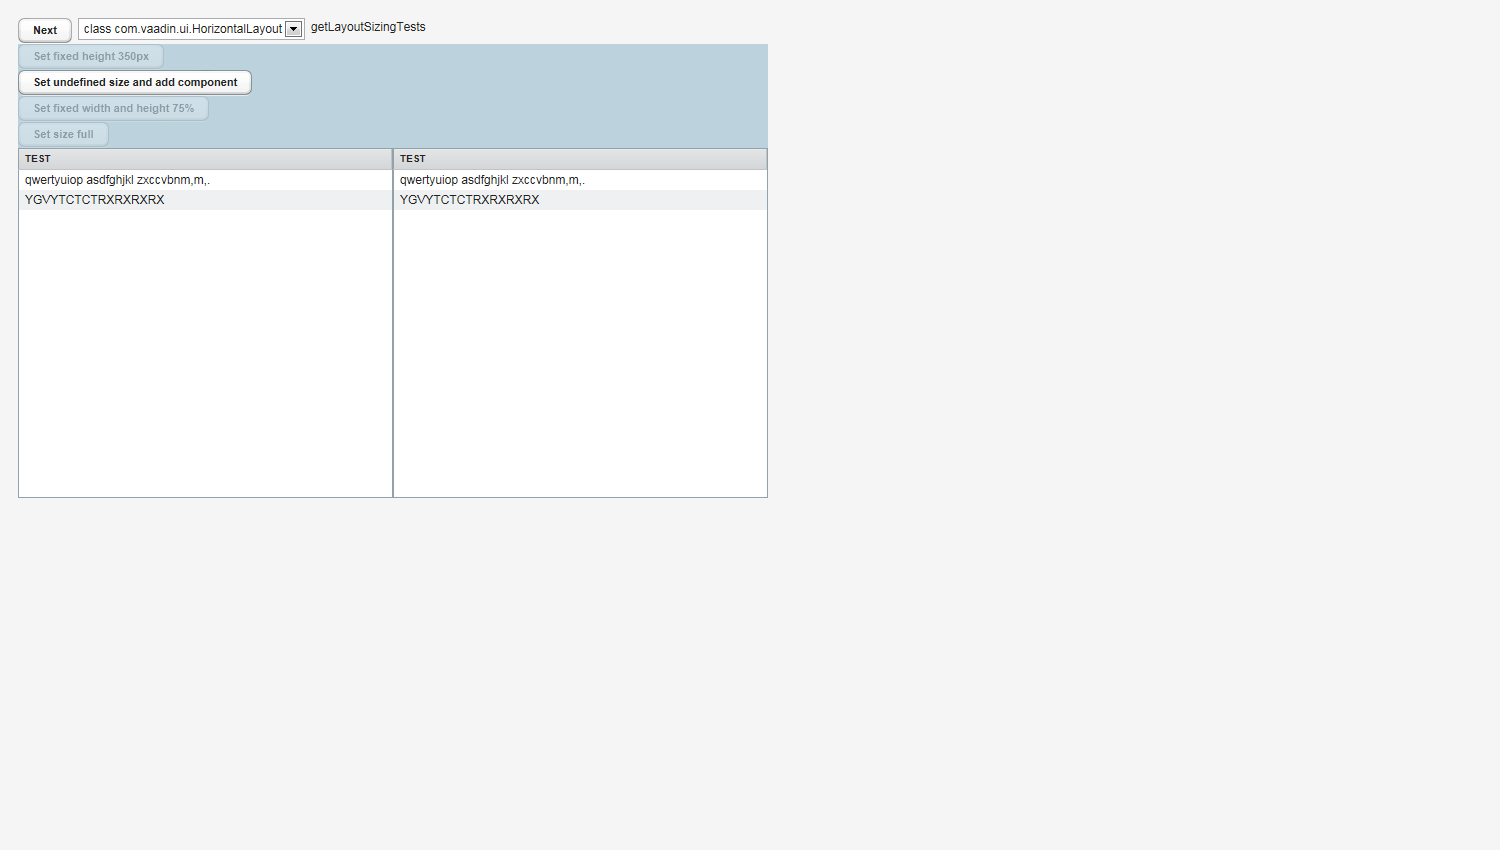 Next class com.vaadin.ui.HorizontalLayout getLayoutSizingTests
Set fixed height 350px
Set undefined size and add component
Set fixed width and height 75%
Set size full
TEST TEST
qwertyuiop asdfghjkl zxccvbnm,m,. qwertyuiop asdfghjkl zxccvbnm,m,.
YGVYTCTCTRXRXRXRX YGVYTCTCTRXRXRXRX